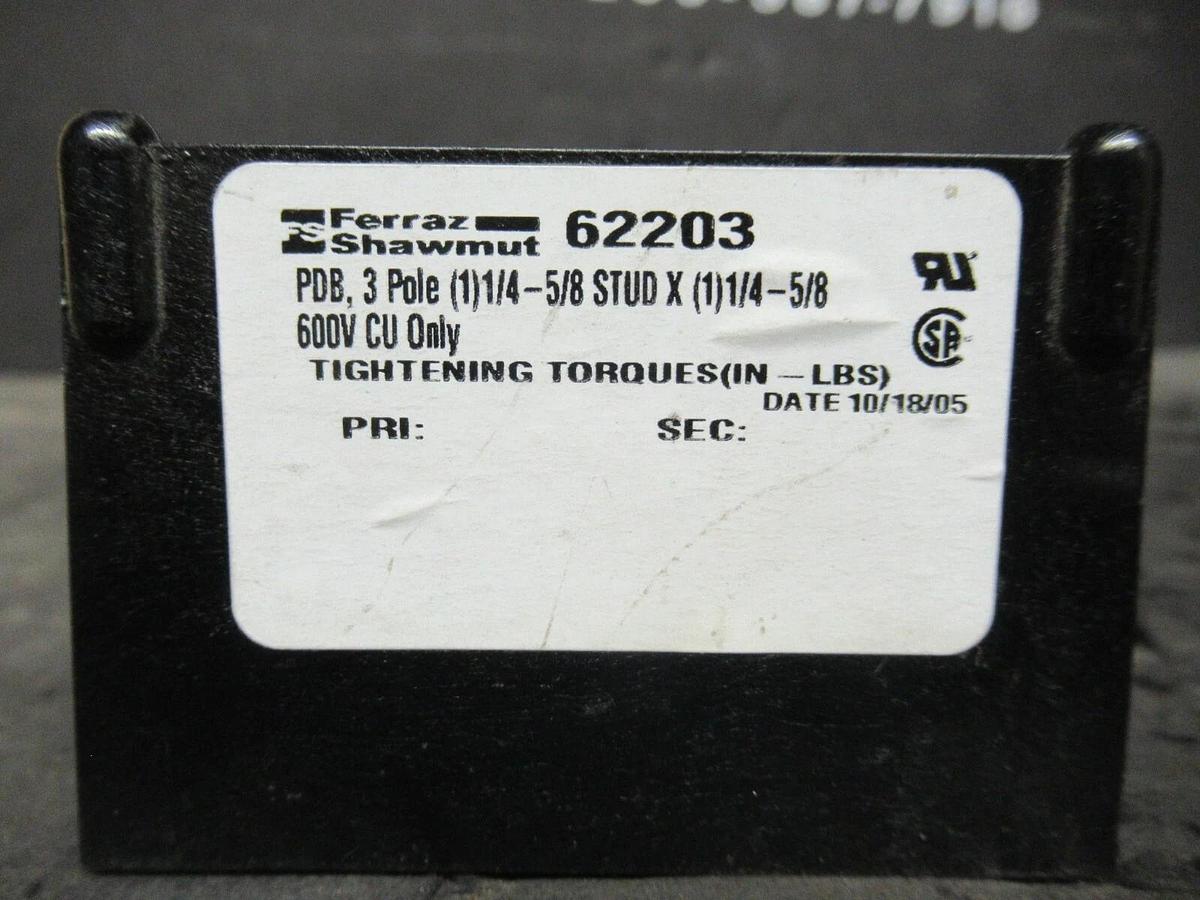 Ferraz
Shawmut 62203
PDB, 3 Pole (1)1/4-5/8 STUD X (1)1/4-5/8
600V CU Only
TIGHTENING TORQUES(IN - LBS)
DATE 10/18/05
PRI: SEC: